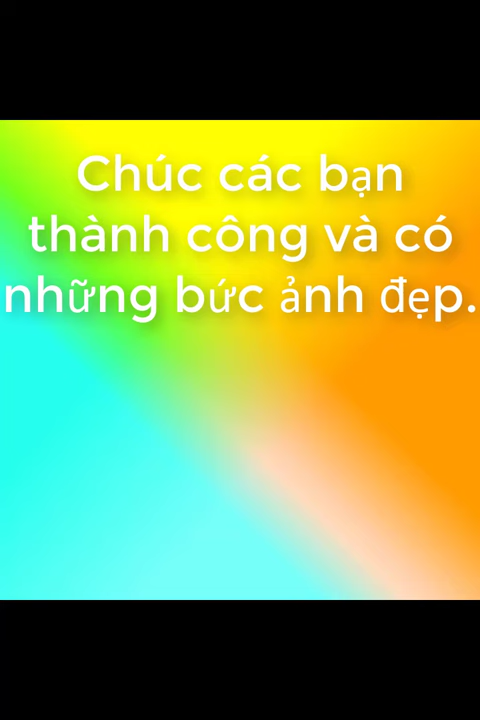 Chúc các bạn
thành công và có
những bức ảnh đẹp.